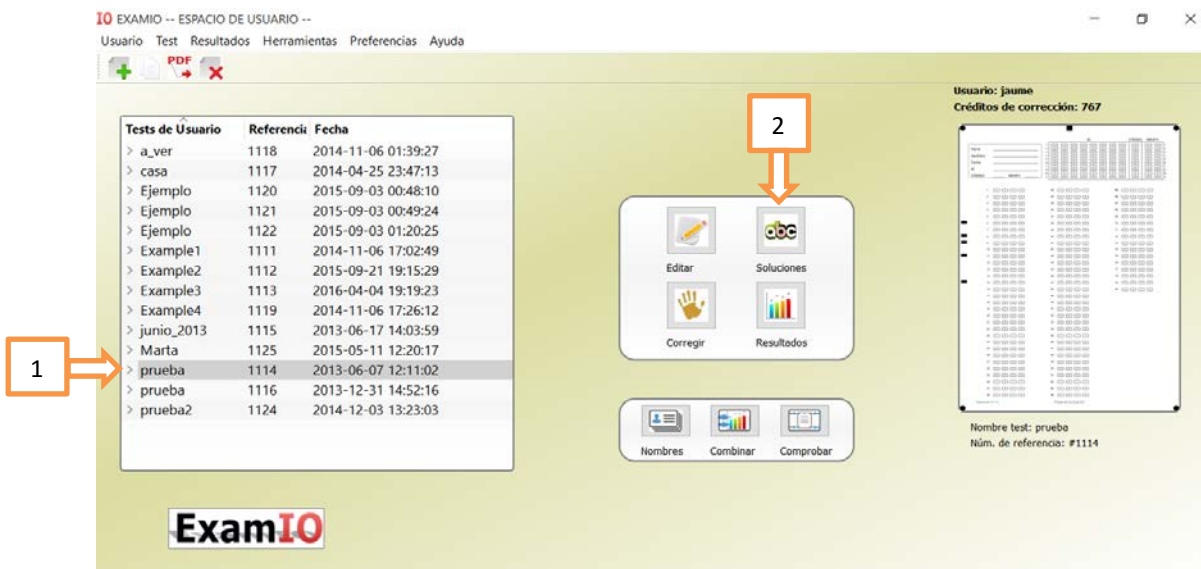 IO EXAMIO -- ESPACIO DE USUARIO --
Usuario Test Resultados Herramientas Preferencias Ayuda
PDF
Usuario: jaume
Créditos de corrección: 767
2
Tests de Usuario Referencia Fecha
a_ver 1118 2014-11-06 01:39:27
casa 1117 2014-04-25 23:47:13
Ejemplo 1120 2015-09-03 00:48:10
Ejemplo 1121 2015-09-03 00:49:24
Ejemplo 1122 2015-09-03 01:20:25
Example1 1111 2014-11-06 17:02:49
Example2 1112 2015-09-21 19:15:29
Example3 1113 2016-04-04 19:19:23
Example4 1119 2014-11-06 17:26:12
junio_2013 1115 2013-06-17 14:03:59
Marta 1125 2015-05-11 12:20:17
1
prueba 1114 2013-06-07 12:11:02
prueba 1116 2013-12-31 14:52:16
prueba2 1124 2014-12-03 13:23:03
abc
Editar Soluciones
Corregir Resultados
Nombres Combinar Comprobar
Nombre test: prueba
Núm. de referencia: #1114
ExamIO